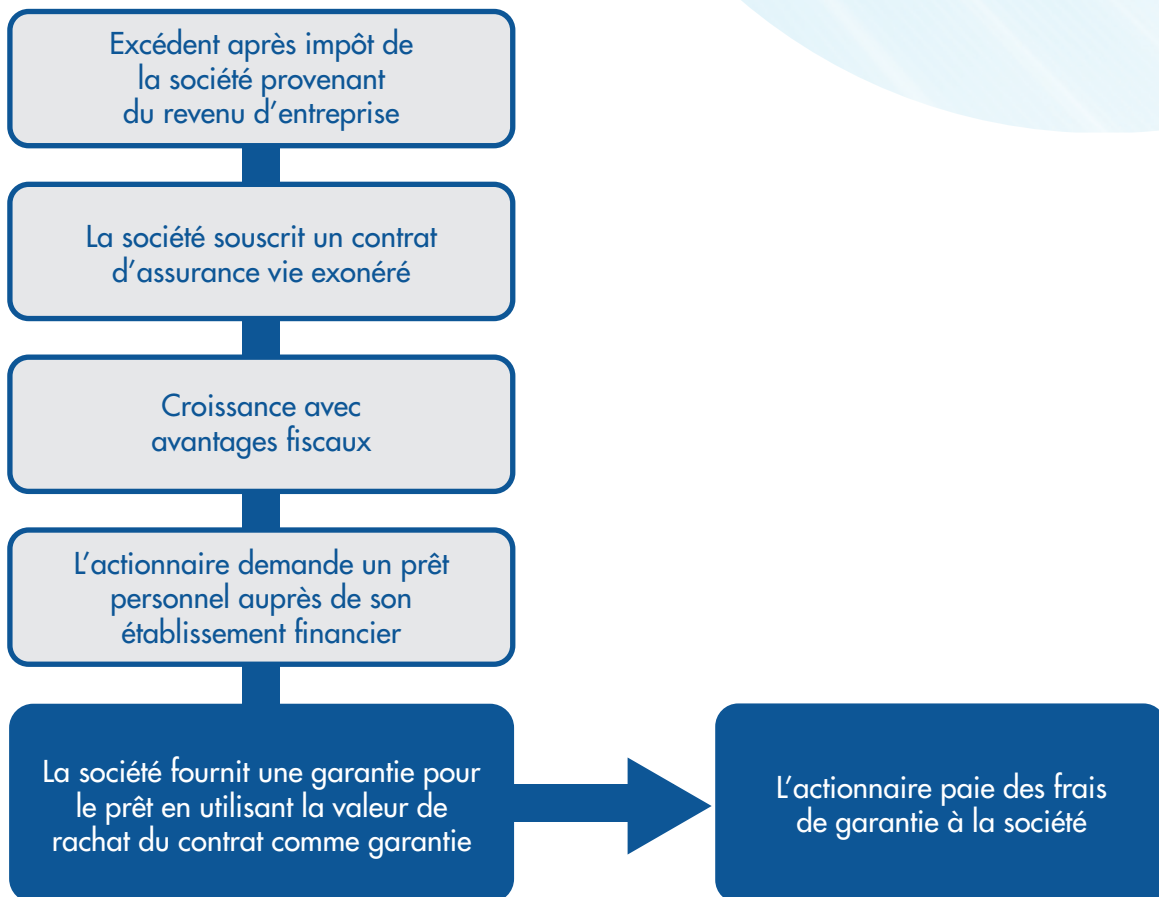 Excédent après impôt de
la société provenant
du revenu d’entreprise
La société souscrit un contrat
d’assurance vie exonéré
Croissance avec
avantages fiscaux
L’actionnaire demande un prêt
personnel auprès de son
établissement financier
La société fournit une garantie pour
le prêt en utilisant la valeur de
rachat du contrat comme garantie
L’actionnaire paie des frais
de garantie à la société